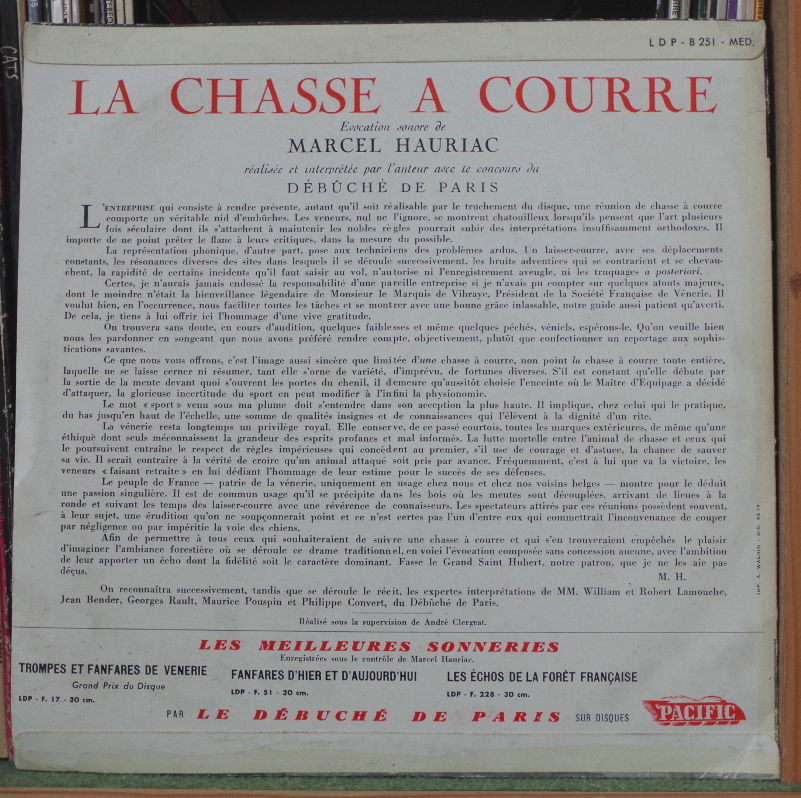 CATS
L D P - B 251 - MED.
LA CHASSE A COURRE
Evocation sonore de
MARCEL HAURIAC
réalisée et interprétée par l'auteur avec le concours du
DÉBÛCHÉ DE PARIS
L'ENTREPRISE qui consiste à rendre présente, autant qu'il soit réalisable par le truchement du disque, une réunion de chasse à courre
comporte un véritable nid d'embûches. Les veneurs, nul ne l'ignore, se montrent chatouilleux lorsqu'ils pensent que l'art plusieurs
fois séculaire dont ils s'attachent à maintenir les nobles règles pourrait subir des interprétations insuffisamment orthodoxes. Il
importe de ne point prêter le flanc à leurs critiques, dans la mesure du possible.
La représentation phonique, d'autre part, pose aux techniciens des problèmes ardus. Un laisser-courre, avec ses déplacements
constants, les résonances diverses des sites dans lesquels il se déroule successivement, les bruits adventices qui se contrarient et se chevau-
chent, la rapidité de certains incidents qu'il faut saisir au vol, n'autorise ni l'enregistrement aveugle, ni les truquages a posteriori.
Certes, je n'aurais jamais endossé la responsabilité d'une pareille entreprise si je n'avais pu compter sur quelques atouts majeurs,
dont le moindre n'était la bienveillance légendaire de Monsieur le Marquis de Vibraye, Président de la Société Française de Vénerie. Il
voulut bien, en l'occurrence, nous faciliter toutes les tâches et se montrer avec une bonne grâce inlassable, notre guide aussi patient qu'averti.
De cela, je tiens à lui offrir ici l'hommage d'une vive gratitude.
On trouvera sans doute, en cours d'audition, quelques faiblesses et même quelques péchés, véniels, espérons-le. Qu'on veuille bien
nous les pardonner en songeant que nous avons préféré rendre compte, objectivement, plutôt que confectionner un reportage aux sophis-
tications savantes.
Ce que nous vous offrons, c'est l'image aussi sincère que limitée d'une chasse à courre, non point la chasse à courre toute entière,
laquelle ne se laisse cerner ni résumer, tant elle s'orne de variété, d'imprévu, de fortunes diverses. S'il est constant qu'elle débute par
la sortie de la meute devant quoi s'ouvrent les portes du chenil, il demeure qu'aussitôt choisie l'enceinte où le Maître d'Equipage a décidé
d'attaquer, la glorieuse incertitude du sport en peut modifier à l'infini la physionomie.
Le mot « sport » venu sous ma plume doit s'entendre dans son acception la plus haute. Il implique, chez celui qui le pratique,
du bas jusqu'en haut de l'échelle, une somme de qualités insignes et de connaissances qui l'élèvent à la dignité d'un rite.
La vénerie resta longtemps un privilège royal. Elle conserve, de ce passé courtois, toutes les marques extérieures, de même qu'une
éthique dont seuls méconnaissent la grandeur des esprits profanes et mal informés. La lutte mortelle entre l'animal de chasse et ceux qui
le poursuivent entraîne le respect de règles impérieuses qui concèdent au premier, s'il use de courage et d'astuce, la chance de sauver
sa vie. Il serait contraire à la vérité de croire qu'un animal attaqué soit pris par avance. Fréquemment, c'est à lui que va la victoire, les
veneurs « faisant retraite » en lui dédiant l'hommage de leur estime pour le succès de ses défenses.
Le peuple de France — patrie de la vénerie, uniquement en usage chez nous et chez nos voisins belges — montre pour le déduit
une passion singulière. Il est de commun usage qu'il se précipite dans les bois où les meutes sont découplées, arrivant de lieues à la
ronde et suivant les temps des laisser-courre avec une révérence de connaisseurs. Les spectateurs attirés par ces réunions possèdent souvent,
à leur sujet, une érudition qu'on ne soupçonnerait point et ce n'est certes pas l'un d'entre eux qui commettrait l'inconvenance de couper
par négligence ou par impéritie la voie des chiens.
Afin de permettre à tous ceux qui souhaiteraient de suivre une chasse à courre et qui s'en trouveraient empêchés le plaisir
d'imaginer l'ambiance forestière où se déroule ce drame traditionnel, en voici l'évocation composée sans concession aucune, avec l'ambition
de leur apporter un écho dont la fidélité soit le caractère dominant. Fasse le Grand Saint Hubert, notre patron, que je ne les aie pas
déçus.
M. H.
On reconnaîtra successivement, tandis que se déroule le récit, les expertes interprétations de MM. William et Robert Lamouche,
Jean Bender, Georges Rault, Maurice Pouspin et Philippe Convert, du Débûché de Paris.
Réalisé sous la supervision de André Clergeat.
LES MEILLEURES SONNERIES
Enregistrées sous le contrôle de Marcel Hauriac.
TROMPES ET FANFARES DE VENERIE
Grand Prix du Disque
LDP - F. 17 - 30 cm.
FANFARES D'HIER ET D'AUJOURD'HUI
LDP - F. 51 - 30 cm.
LES ÉCHOS DE LA FORÊT FRANÇAISE
LDP - F. 228 - 30 cm.
PAR LE DÉBUCHÉ DE PARIS SUR DISQUES PACIFIC